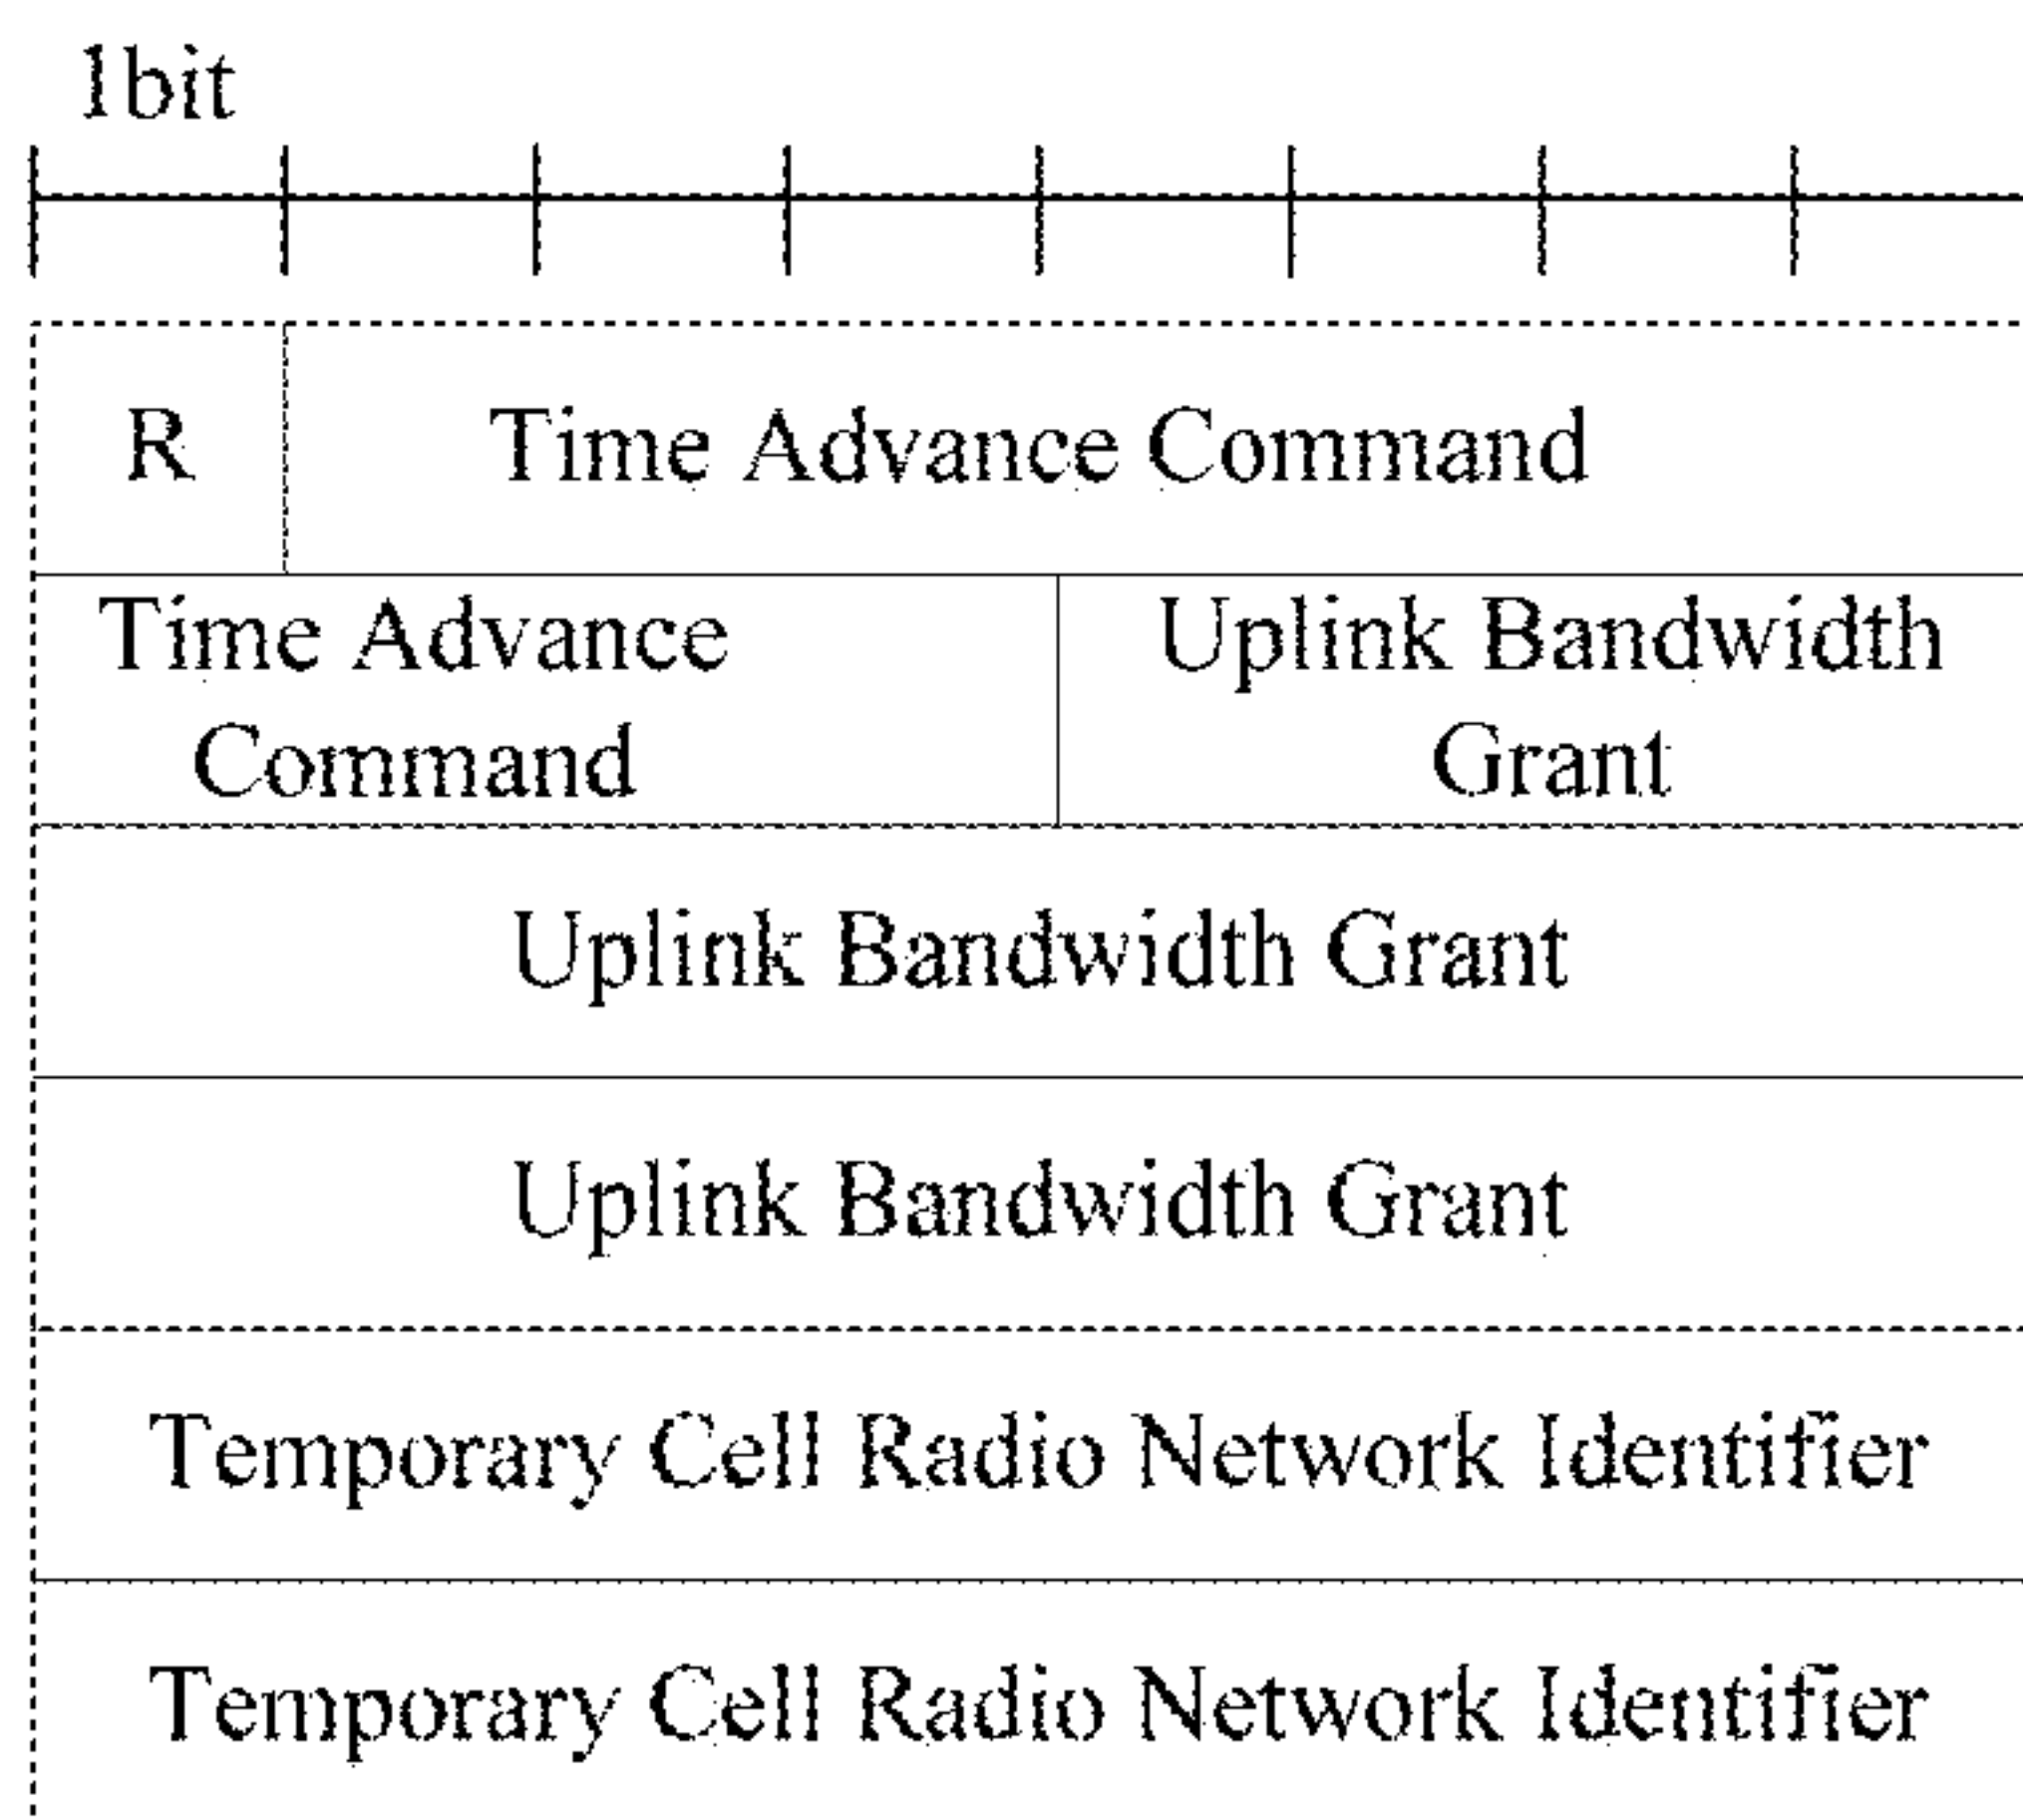 1bit
R Time Advance Command
Time Advance
Command
Uplink Bandwidth
Grant
Uplink Bandwidth Grant
Uplink Bandwidth Grant
Temporary Cell Radio Network Identifier
Temporary Cell Radio Network Identifier